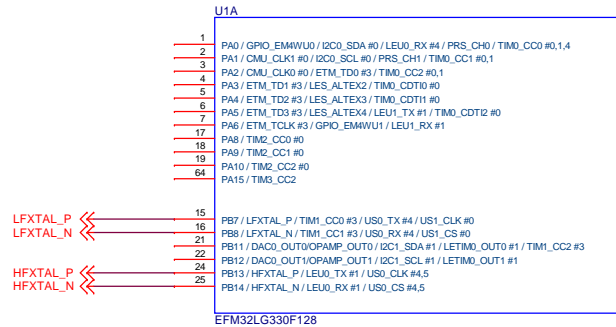 U1A
1 PA0 / GPIO_EM4WU0 / I2C0_SDA #0 / LEU0_RX #4 / PRS_CH0 / TIM0_CC0 #0,1,4
2 PA1 / CMU_CLK1 #0 / I2C0_SCL #0 / PRS_CH1 / TIM0_CC1 #0,1
3 PA2 / CMU_CLK0 #0 / ETM_TD0 #3 / TIM0_CC2 #0,1
4 PA3 / ETM_TD1 #3 / LES_ALTEX2 / TIM0_CDTI0 #0
5 PA4 / ETM_TD2 #3 / LES_ALTEX3 / TIM0_CDTI1 #0
6 PA5 / ETM_TD3 #3 / LES_ALTEX4 / LEU1_TX #1 / TIM0_CDTI2 #0
7 PA6 / ETM_TCLK #3 / GPIO_EM4WU1 / LEU1_RX #1
17 PA8 / TIM2_CC0 #0
18 PA9 / TIM2_CC1 #0
19 PA10 / TIM2_CC2 #0
64 PA15 / TIM3_CC2
LFXTAL_P 15 PB7 / LFXTAL_P / TIM1_CC0 #3 / US0_TX #4 / US1_CLK #0
LFXTAL_N 16 PB8 / LFXTAL_N / TIM1_CC1 #3 / US0_RX #4 / US1_CS #0
21 PB11 / DAC0_OUT0/OPAMP_OUT0 / I2C1_SDA #1 / LETIM0_OUT0 #1 / TIM1_CC2 #3
22 PB12 / DAC0_OUT1/OPAMP_OUT1 / I2C1_SCL #1 / LETIM0_OUT1 #1
HFXTAL_P 24 PB13 / HFXTAL_P / LEU0_TX #1 / US0_CLK #4,5
HFXTAL_N 25 PB14 / HFXTAL_N / LEU0_RX #1 / US0_CS #4,5
EFM32LG330F128